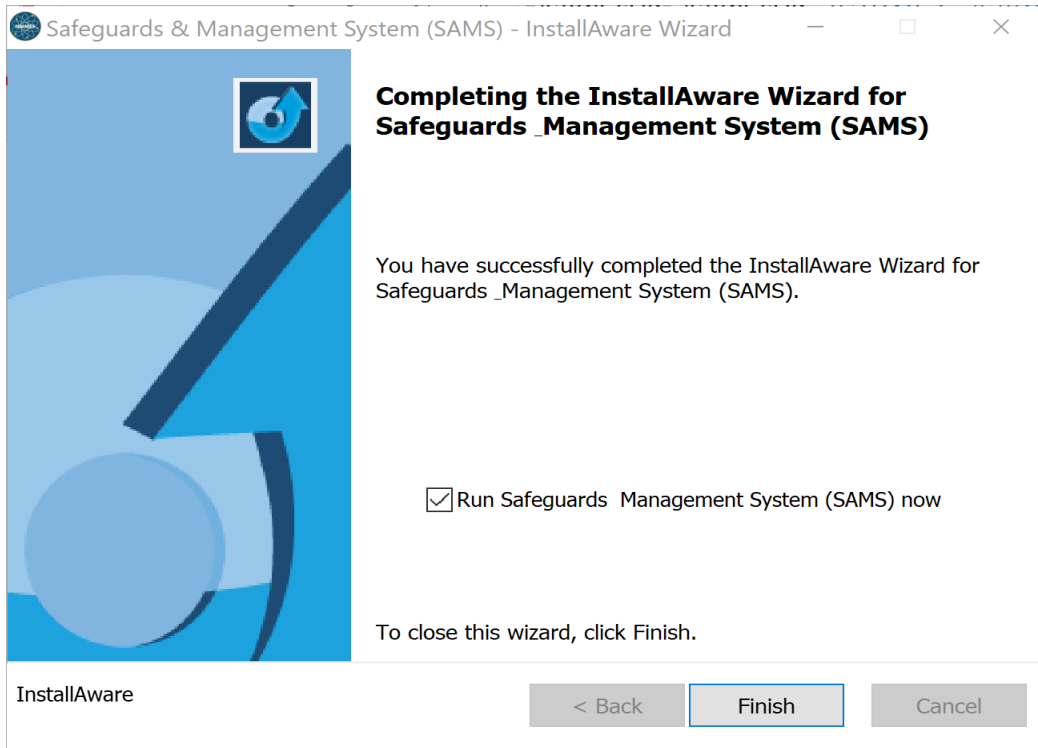 Safeguards & Management System (SAMS) - InstallAware Wizard
Completing the InstallAware Wizard for
Safeguards _Management System (SAMS)
You have successfully completed the InstallAware Wizard for
Safeguards _Management System (SAMS).
Run Safeguards  Management System (SAMS) now
To close this wizard, click Finish.
InstallAware
< Back
Finish
Cancel